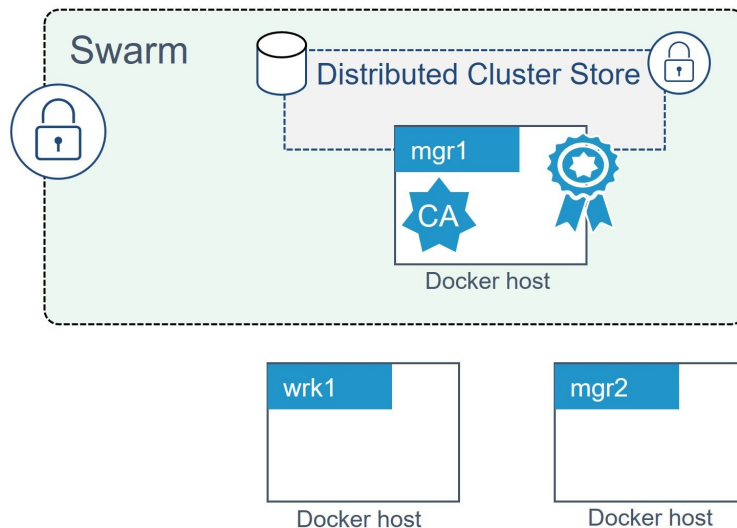 Swarm
Distributed Cluster Store
mgr1
CA
Docker host
wrk1
mgr2
Docker host
Docker host